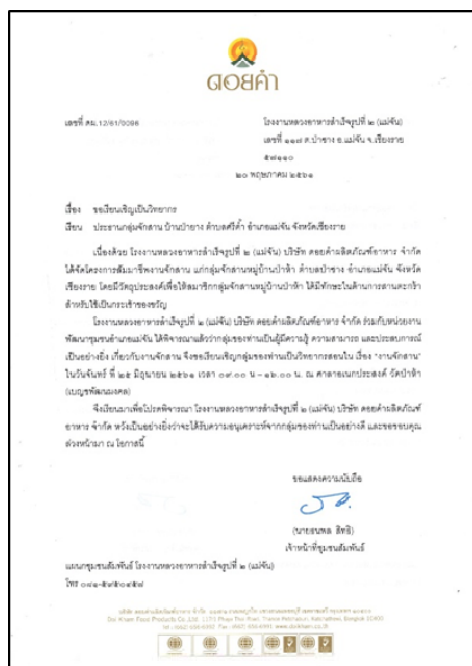 ดอยคำ
เลขที่ ดม.12/61/0096
โรงงานหลวงอาหารสำเร็จรูปที่ ๒ (แม่จัน)
เลขที่ ๑๑๗ ต.ป่าซาง อ.แม่จัน จ.เชียงราย
๕๗๑๑๐
๒๐ พฤษภาคม ๒๕๖๑
เรื่อง ขอเรียนเชิญเป็นวิทยากร
เรียน ประธานกลุ่มจักสาน บ้านป่ายาง ตำบลศรีค้ำ อำเภอแม่จัน จังหวัดเชียงราย
เนื่องด้วย โรงงานหลวงอาหารสำเร็จรูปที่ ๒ (แม่จัน) บริษัท ดอยคำผลิตภัณฑ์อาหาร จำกัด
ได้จัดโครงการสัมมาชีพงานจักสาน แก่กลุ่มจักสานหมู่บ้านป่าห้า ตำบลป่าซาง อำเภอแม่จัน จังหวัด
เชียงราย โดยมีวัตถุประสงค์เพื่อให้สมาชิกกลุ่มจักสานหมู่บ้านป่าห้า ได้มีทักษะในด้านการสานตะกร้า
สำหรับใช้เป็นกระเช้าของขวัญ
โรงงานหลวงอาหารสำเร็จรูปที่ ๒ (แม่จัน) บริษัท ดอยคำผลิตภัณฑ์อาหาร จำกัด ร่วมกับหน่วยงาน
พัฒนาชุมชนอำเภอแม่จัน ได้พิจารณาแล้วว่ากลุ่มของท่านเป็นผู้มีความรู้ ความสามารถ และประสบการณ์
เป็นอย่างยิ่ง เกี่ยวกับงานจักสาน จึงขอเรียนเชิญกลุ่มของท่านเป็นวิทยากรสอนใน เรื่อง "งานจักสาน"
ในวันจันทร์ ที่ ๒๕ มิถุนายน ๒๕๖๑ เวลา ๐๙.๐๐ น – ๑๖.๐๐ น. ณ ศาลาอเนกประสงค์ วัดป่าห้า
(เบญชพัฒนมงคล)
จึงเรียนมาเพื่อโปรดพิจารณา โรงงานหลวงอาหารสำเร็จรูปที่ ๒ (แม่จัน) บริษัท ดอยคำผลิตภัณฑ์
อาหาร จำกัด หวังเป็นอย่างยิ่งว่าจะได้รับความอนุเคราะห์จากกลุ่มของท่านเป็นอย่างดี และขอขอบคุณ
ล่วงหน้ามา ณ โอกาสนี้
ขอแสดงความนับถือ
(นายธนพล สิทธิ)
เจ้าหน้าที่ชุมชนสัมพันธ์
แผนกชุมชนสัมพันธ์ โรงงานหลวงอาหารสำเร็จรูปที่ ๒ (แม่จัน)
โทร
Doi Kham Food Products Co.,Ltd. 117/1 Phaya Thai Road, Thanon Petchaburi, Ratchathewi, Bangkok 10400
www.doikham.co.th